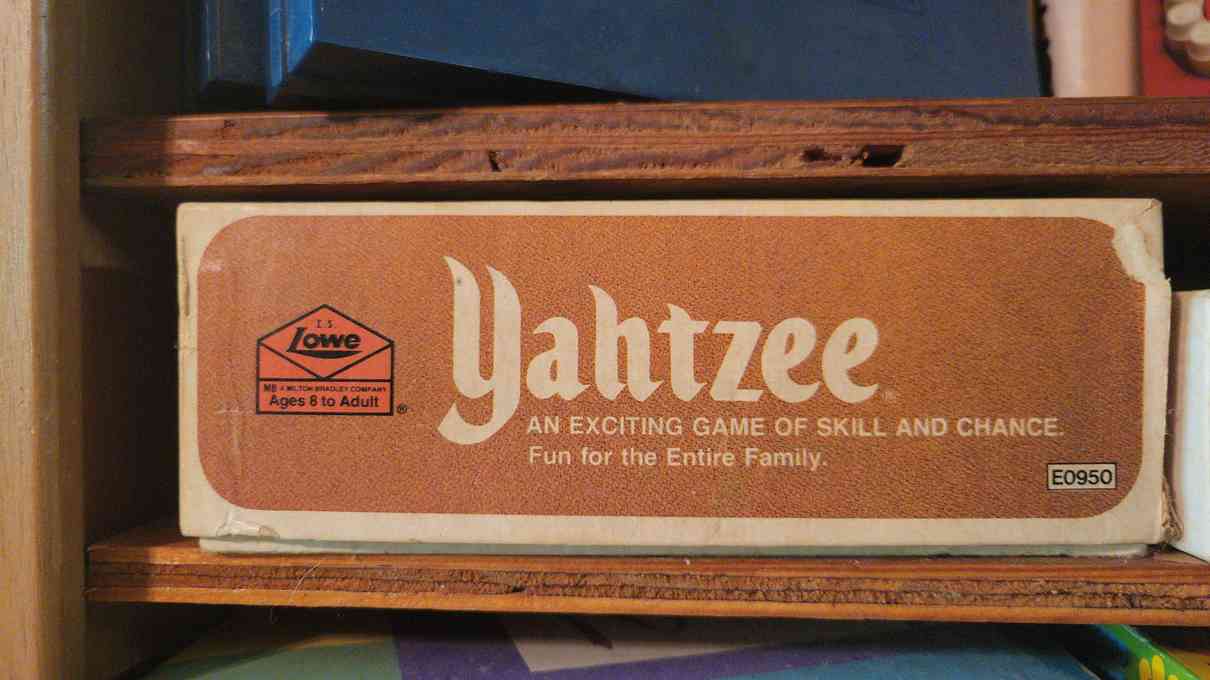 E.S.
Lowe
MB A MILTON BRADLEY COMPANY
Ages 8 to Adult
®
yahtzee®
AN EXCITING GAME OF SKILL AND CHANCE.
Fun for the Entire Family.
E0950